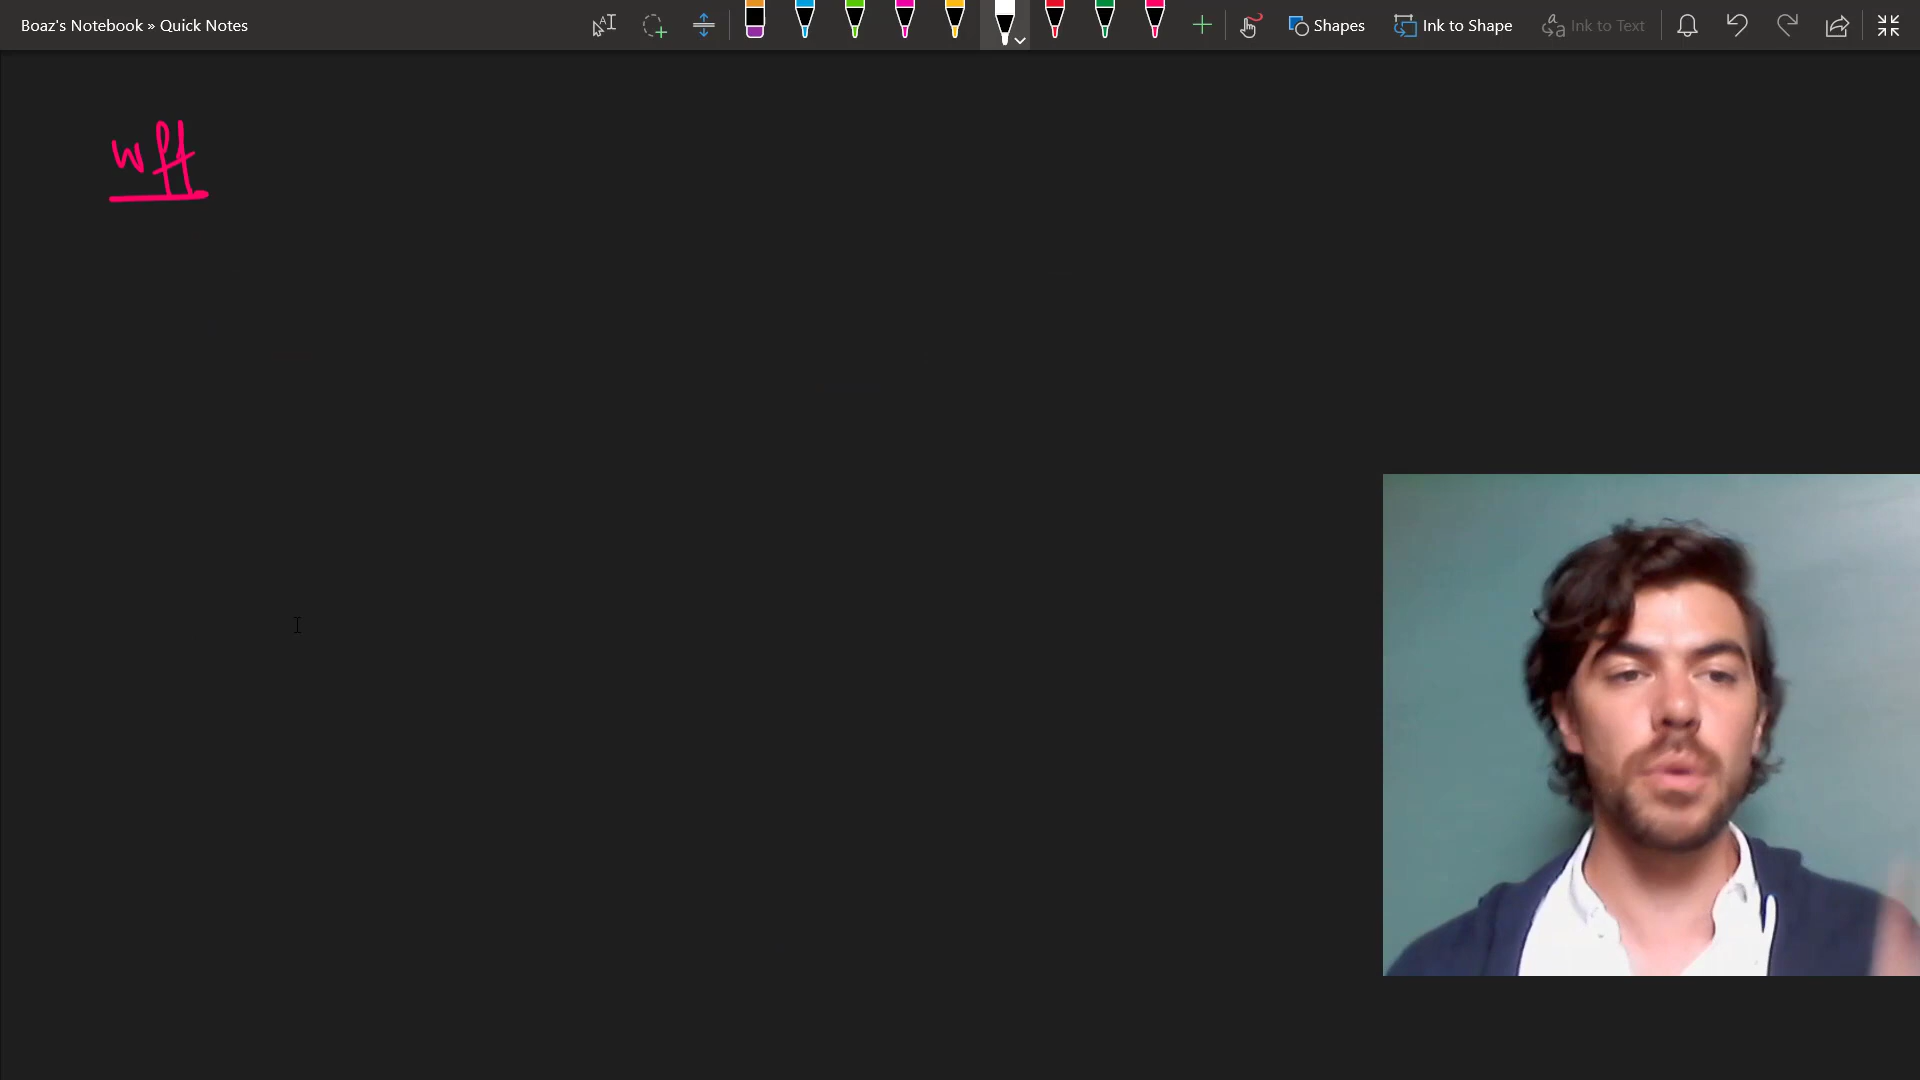 Boaz's Notebook » Quick Notes
Shapes
Ink to Shape
Ink to Text
wff